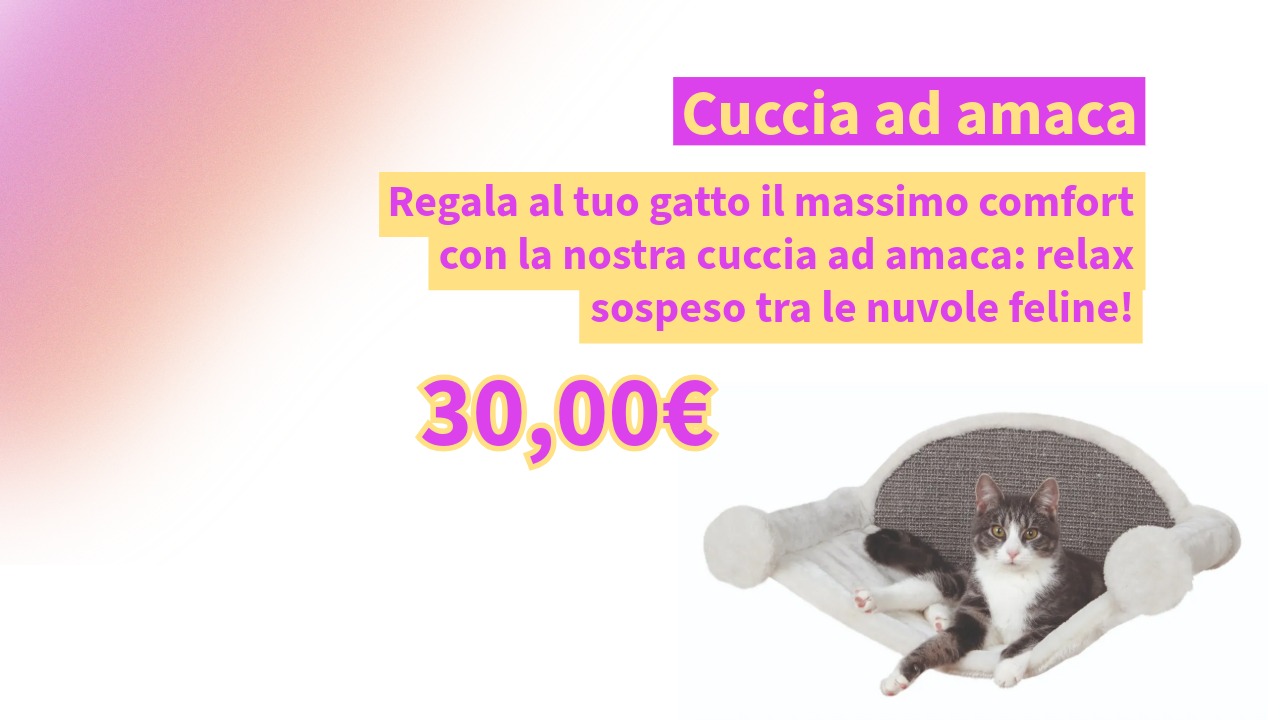 Cuccia ad amaca
Regala al tuo gatto il massimo comfort
con la nostra cuccia ad amaca: relax
sospeso tra le nuvole feline!
30,00€